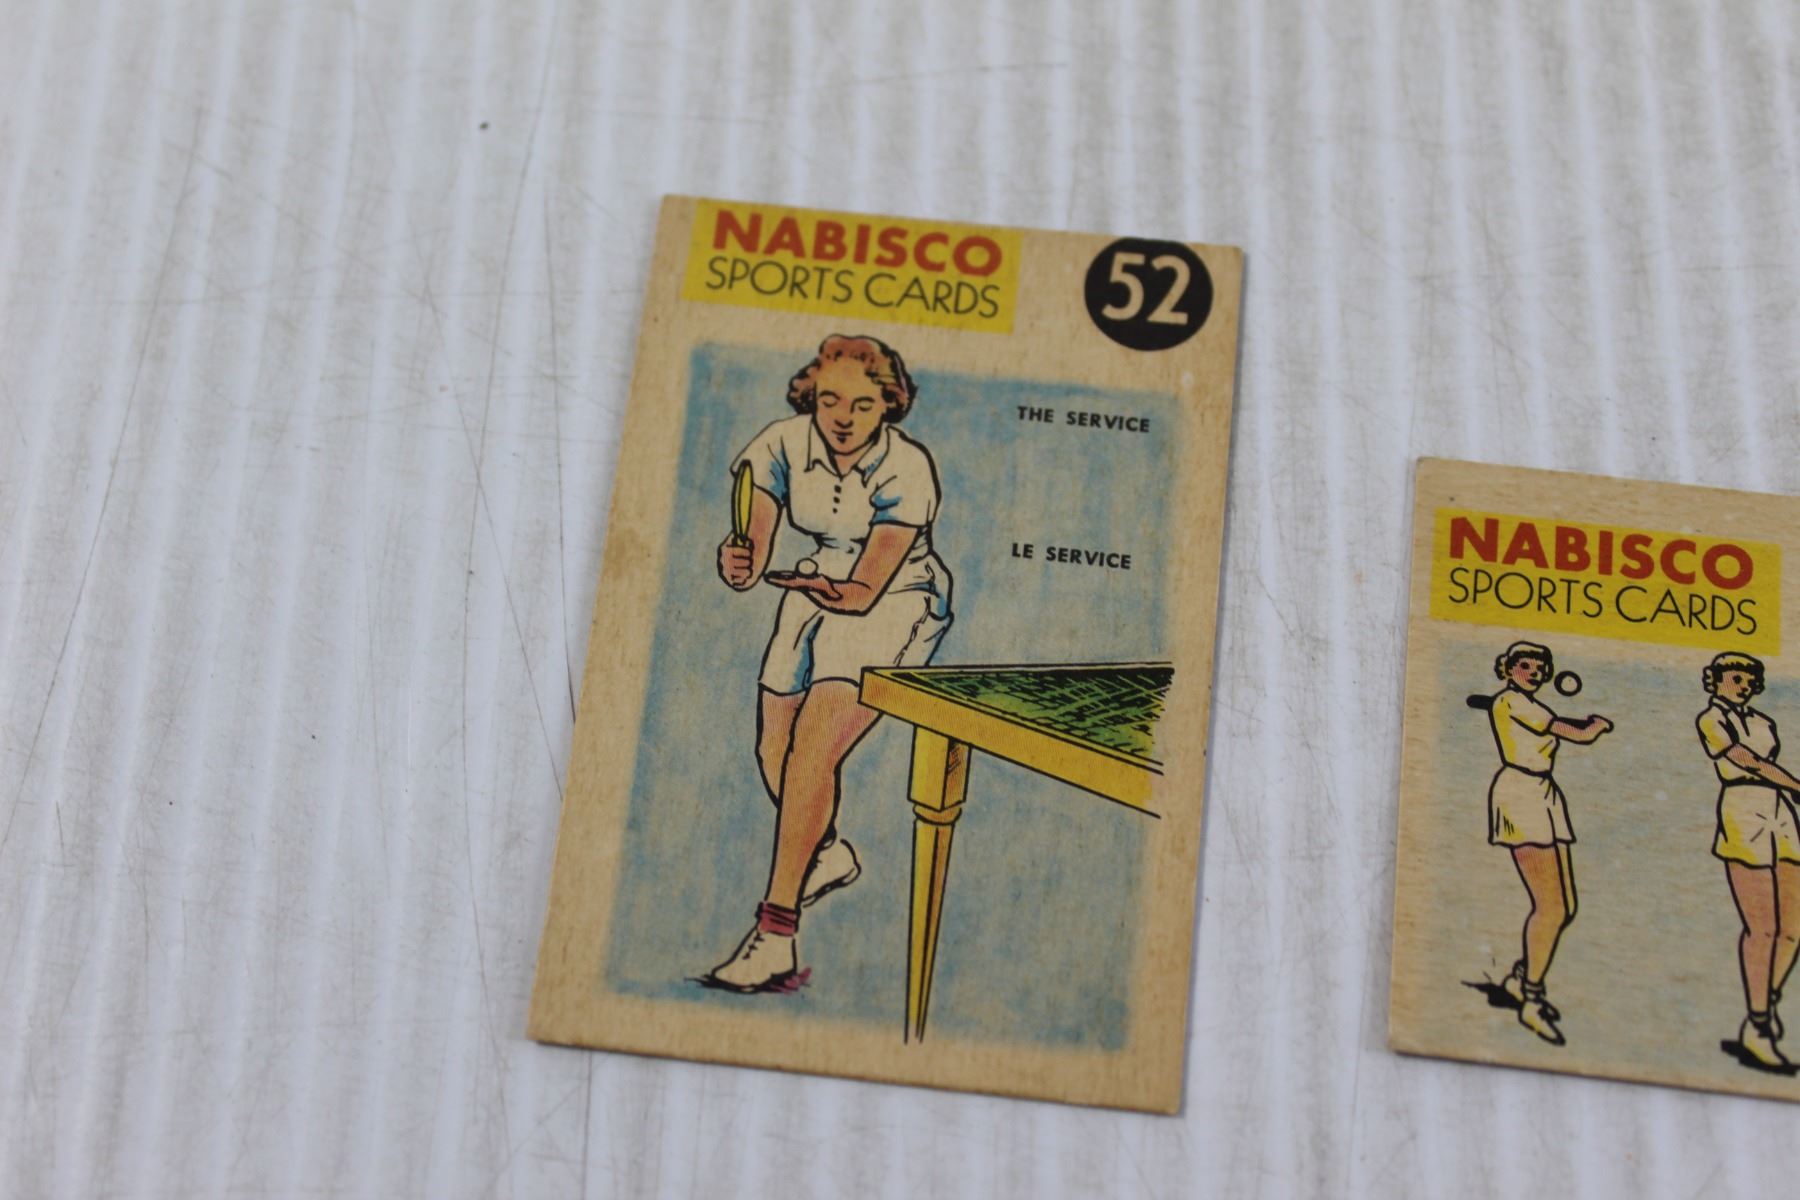 NABISCO
SPORTS CARDS
52
THE SERVICE
LE SERVICE
NABISCO
SPORTS CARDS